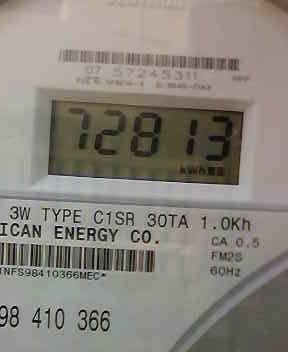 07 57245311
72813
kWh
3W TYPE C1SR 30TA 1.0Kh
ICAN ENERGY CO.
CA 0.5
FM2S
60Hz
TNFS98410366MEC*
98 410 366